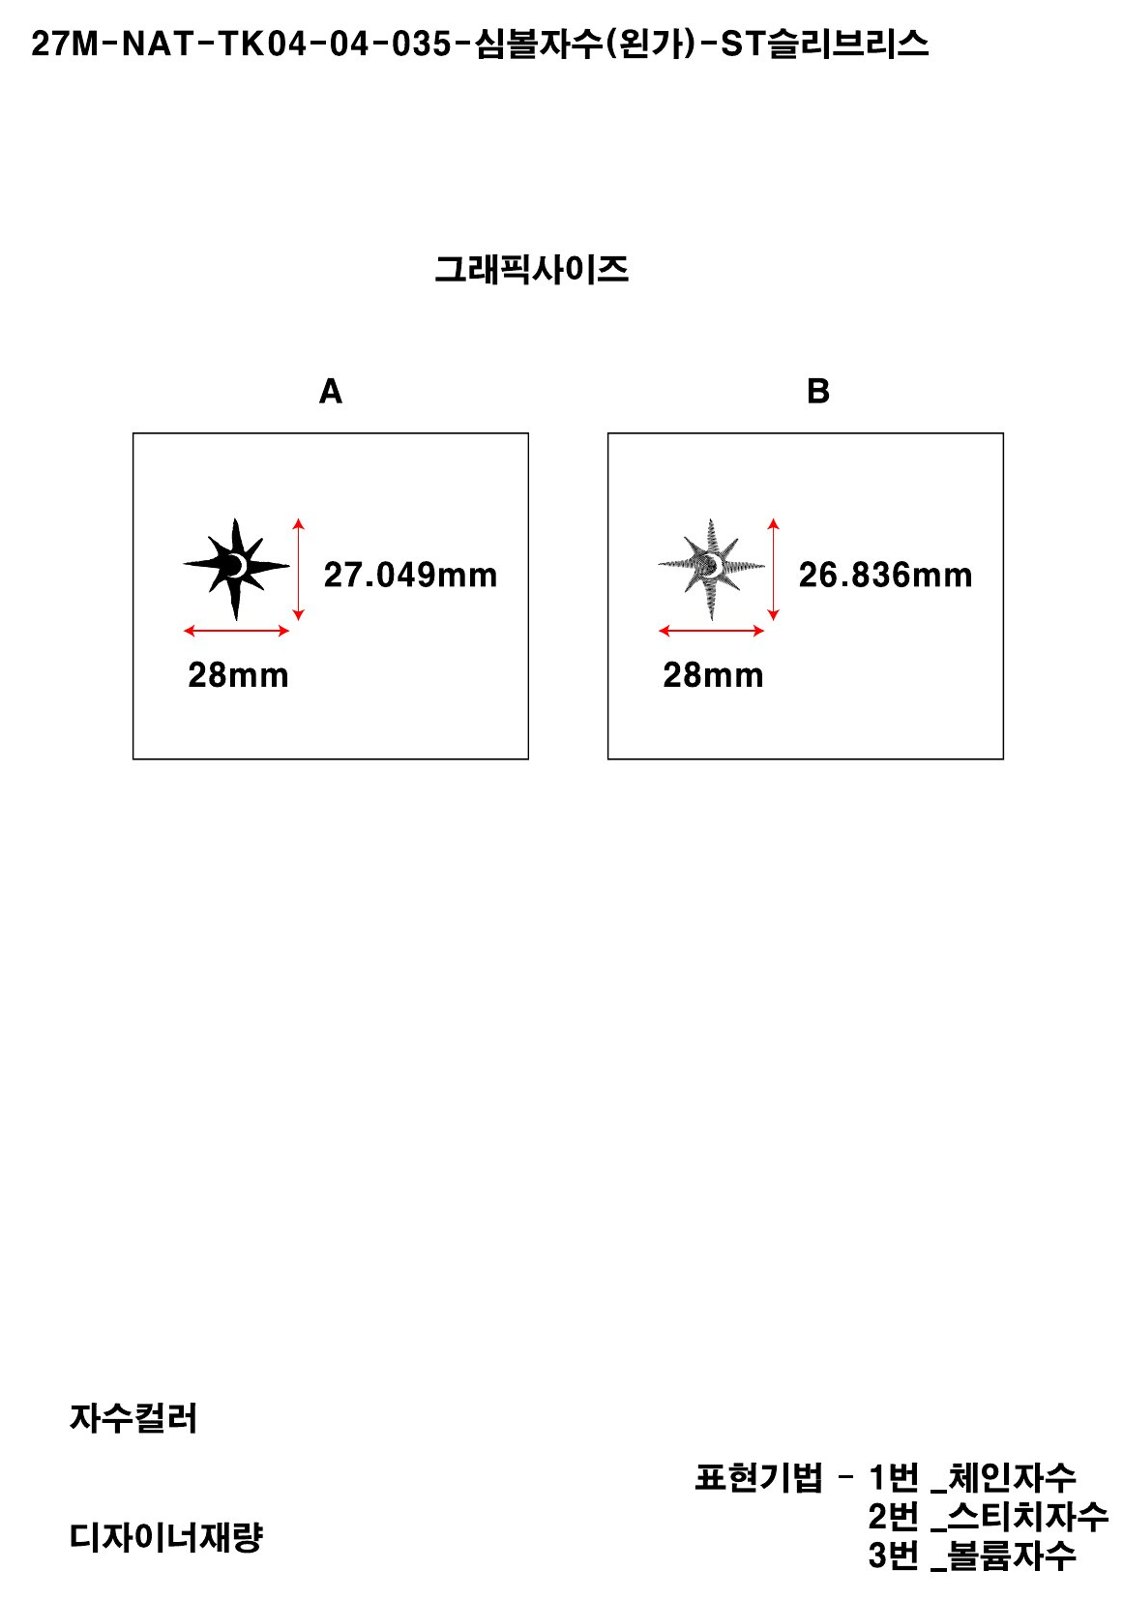 27M-NAT-TK04-04-035-심볼자수(왼가)-ST슬리브리스
그래픽사이즈
A
B
27.049mm
28mm
26.836mm
28mm
자수컬러
디자이너재량
표현기법 - 1번 _체인자수
2번 _스티치자수
3번 _볼륨자수